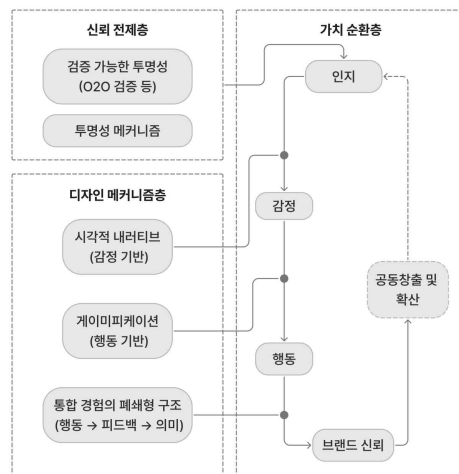 신뢰 전제층
검증 가능한 투명성
(O2O 검증 등)
투명성 메커니즘
디자인 메커니즘층
시각적 내러티브
(감정 기반)
게이미피케이션
(행동 기반)
통합 경험의 폐쇄형 구조
(행동 → 피드백 → 의미)
가치 순환층
인지
감정
행동
브랜드 신뢰
공동창출 및
확산